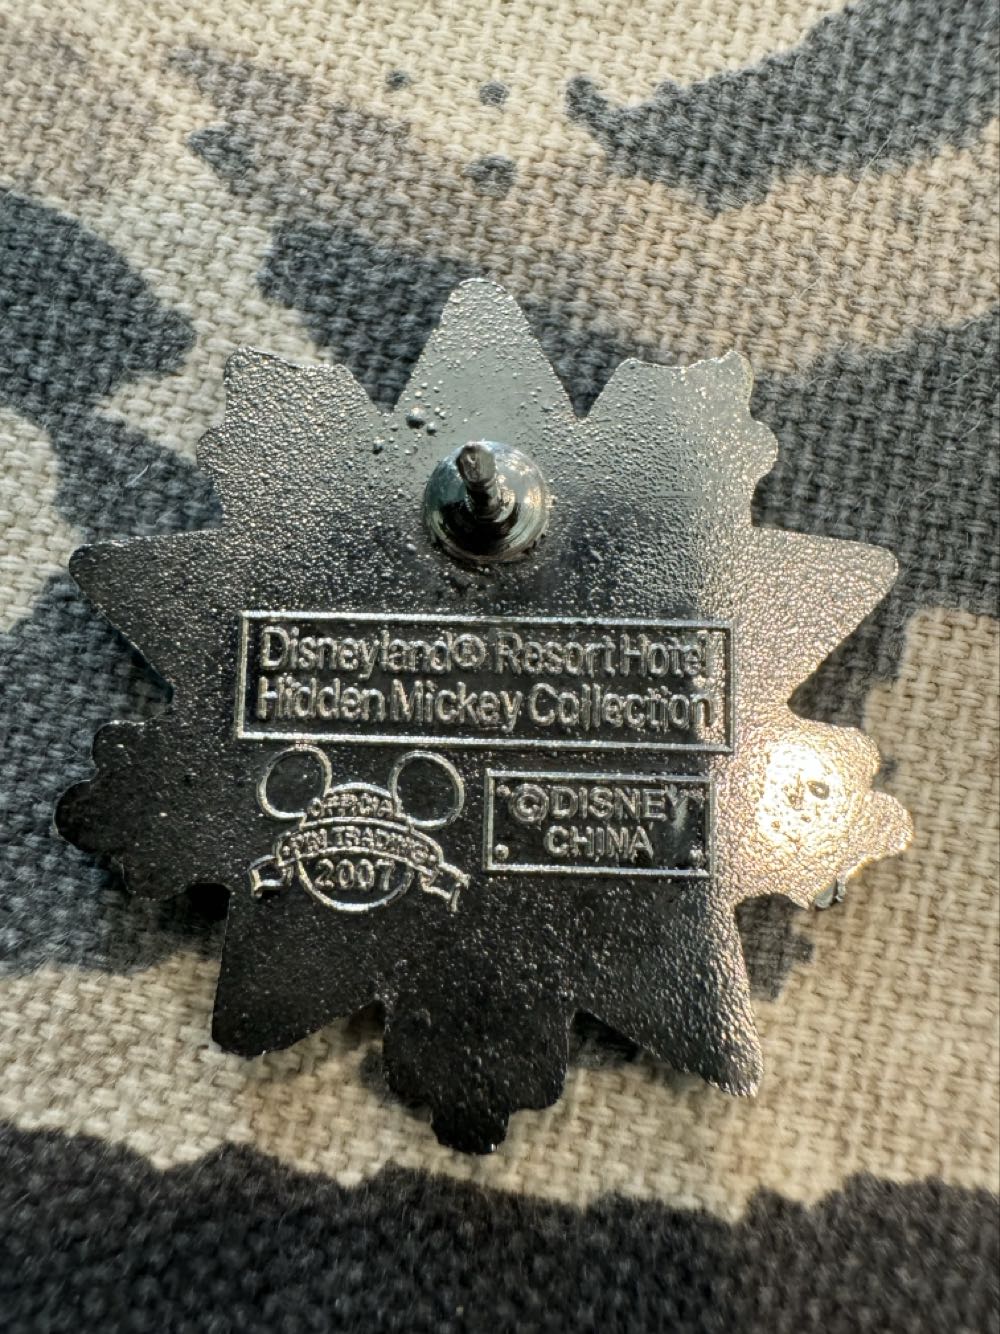 Disneyland® Resort Hotel
Hidden Mickey Collection
OFFICIAL
PIN TRADING
2007
©DISNEY
CHINA